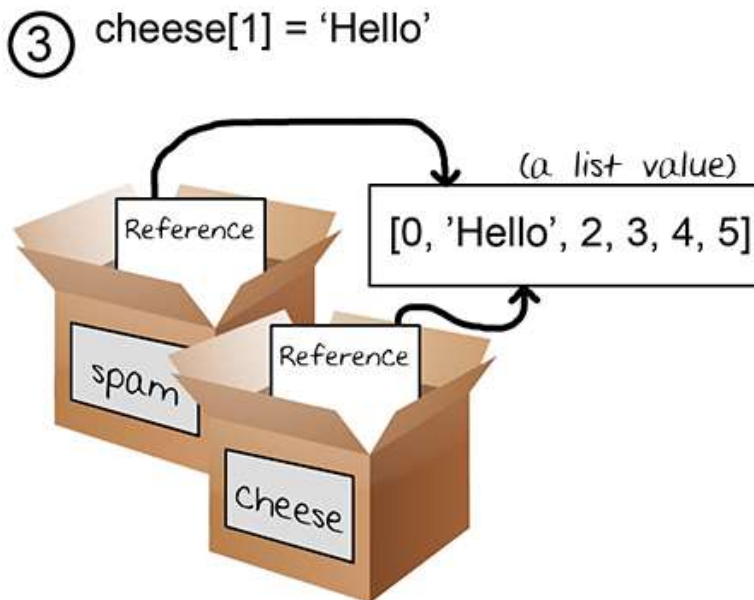 3 cheese[1] = ‘Hello’
(a list value)
[0, ’Hello’, 2, 3, 4, 5]
Reference
spam
Reference
Cheese